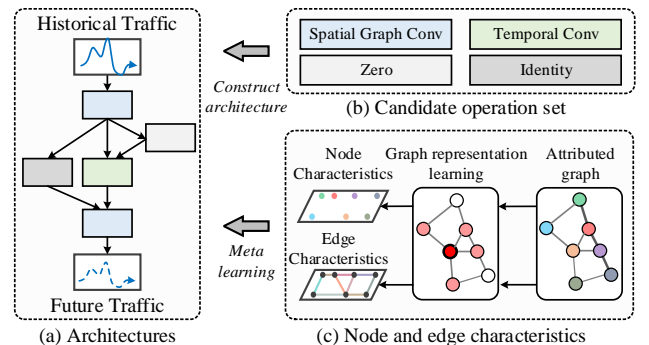 Historical Traffic
Future Traffic
(a) Architectures
Construct
architecture
Meta
learning
Spatial Graph Conv
Temporal Conv
Zero
Identity
(b) Candidate operation set
Node
Characteristics
Graph representation
learning
Attributed
graph
Edge
Characteristics
(c) Node and edge characteristics